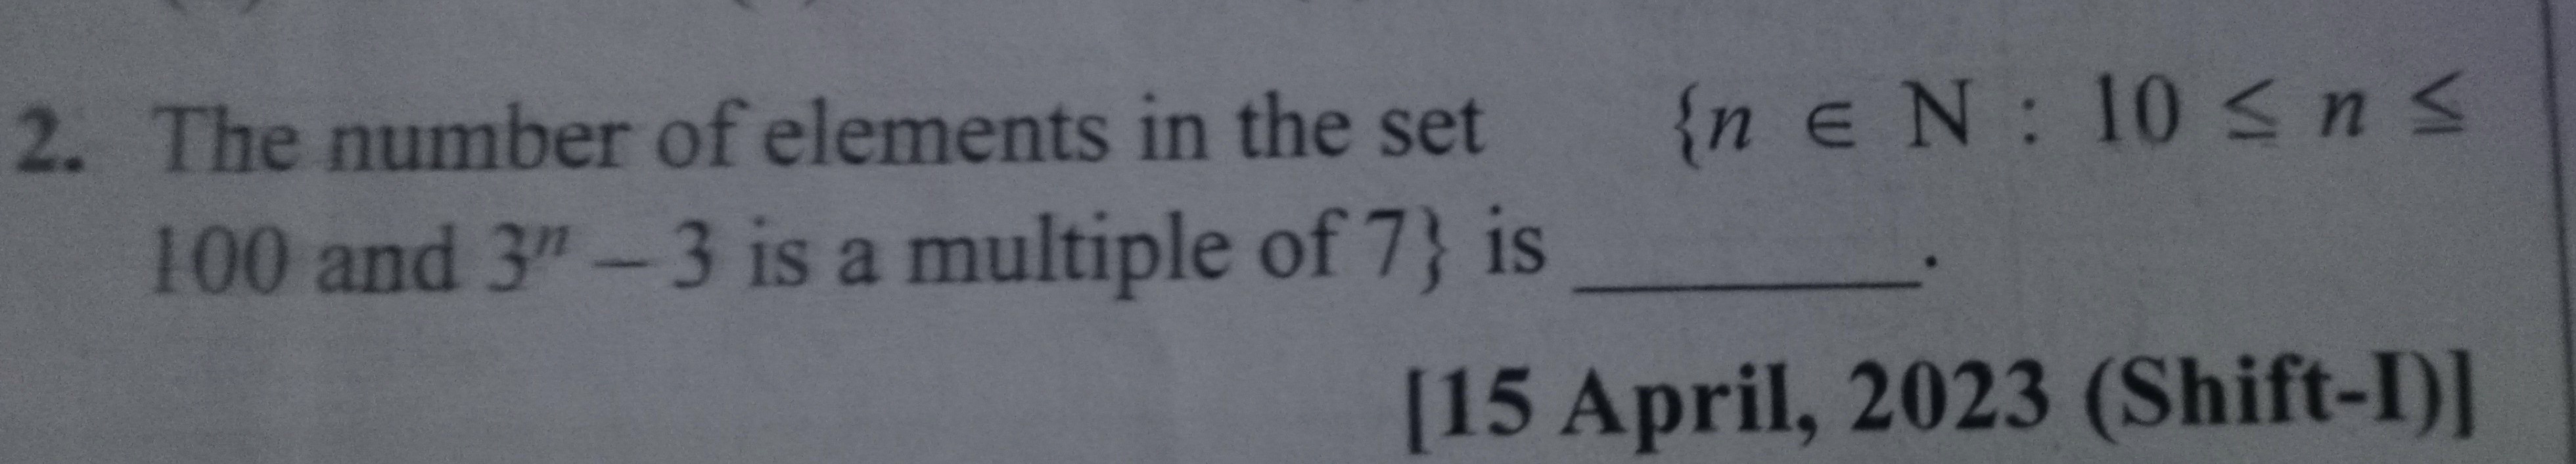 2. The number of elements in the set {n ∈ N : 10 ≤ n ≤
100 and 3ⁿ – 3 is a multiple of 7} is ________.
[15 April, 2023 (Shift-I)]